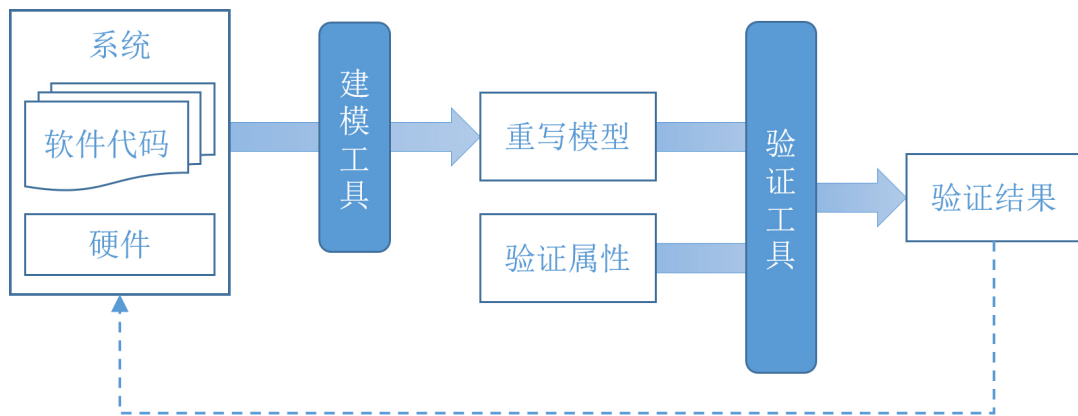 系统
软件代码
硬件
建模工具
重写模型
验证属性
验证工具
验证结果